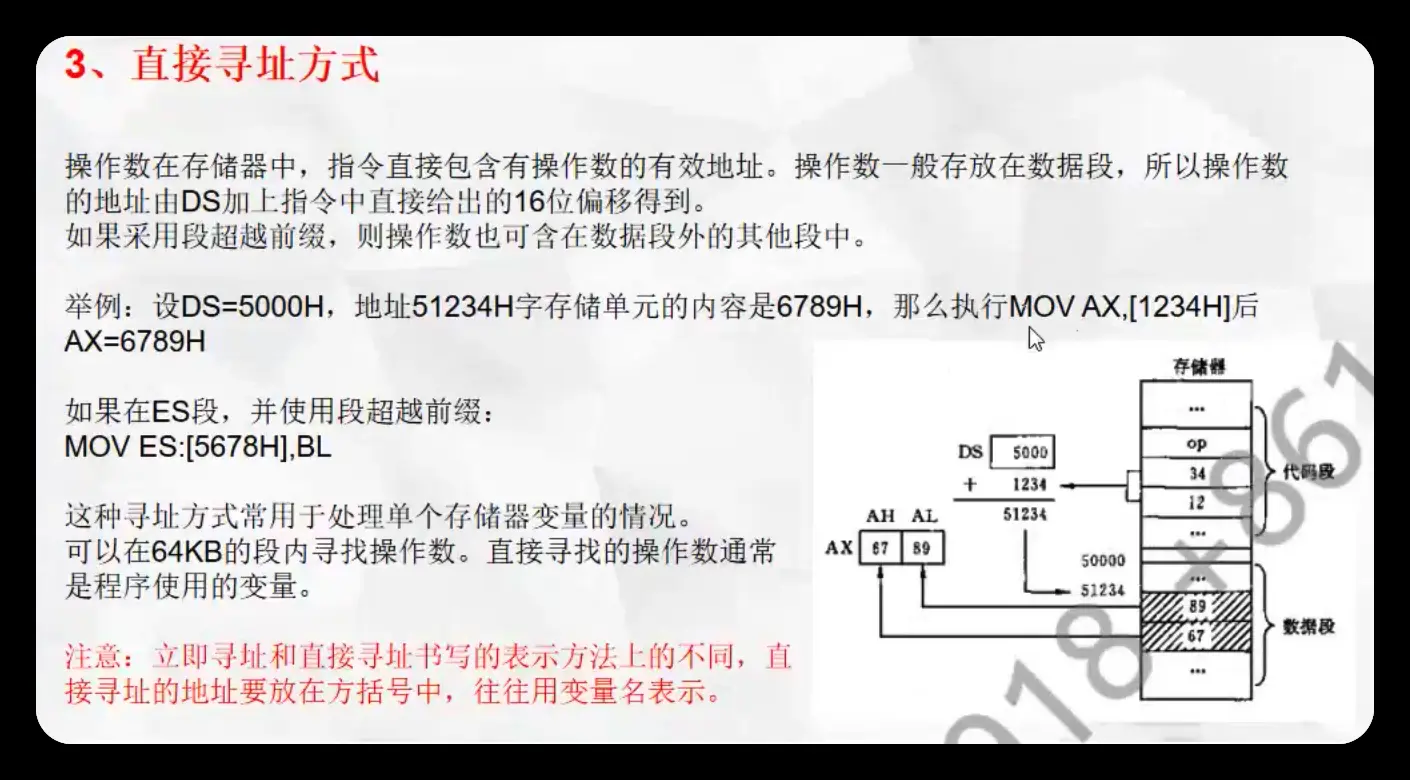 3、直接寻址方式
操作数在存储器中，指令直接包含有操作数的有效地址。操作数一般存放在数据段，所以操作数
的地址由DS加上指令中直接给出的16位偏移得到。
如果采用段超越前缀，则操作数也可含在数据段外的其他段中。
举例：设DS=5000H，地址51234H字存储单元的内容是6789H，那么执行MOV AX,[1234H]后
AX=6789H
如果在ES段，并使用段超越前缀：
MOV ES:[5678H],BL
这种寻址方式常用于处理单个存储器变量的情况。
可以在64KB的段内寻找操作数。直接寻找的操作数通常
是程序使用的变量。
注意：立即寻址和直接寻址书写的表示方法上的不同，直
接寻址的地址要放在方括号中，往往用变量名表示。
存储器
...
op
34
12
...
代码段
DS 5000
+ 1234
51234
AH AL
AX 67 89
50000
51234
...
89
67
...
数据段
918 +861